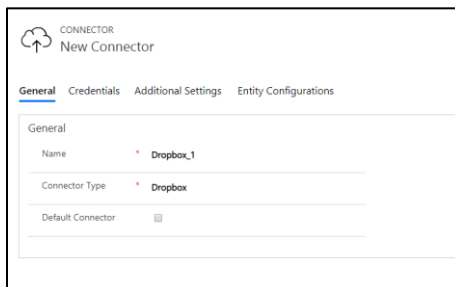 CONNECTOR
New Connector
General Credentials Additional Settings Entity Configurations
General
Name * Dropbox_1
Connector Type * Dropbox
Default Connector